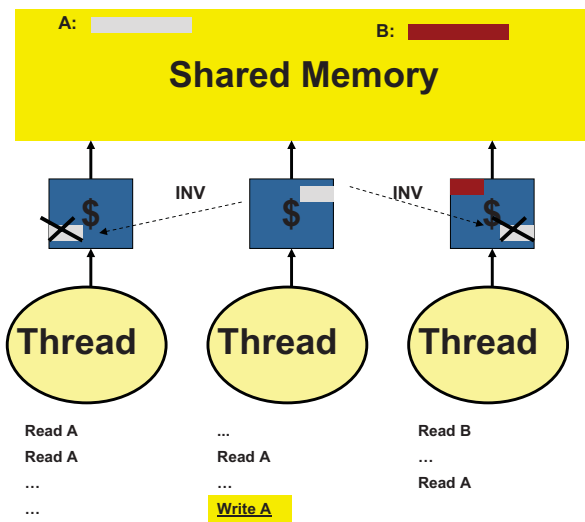 A:
B:
Shared Memory
INV
INV
$
$
$
Thread
Thread
Thread
Read A
Read A
…
…
...
Read A
…
Write A
Read B
…
Read A